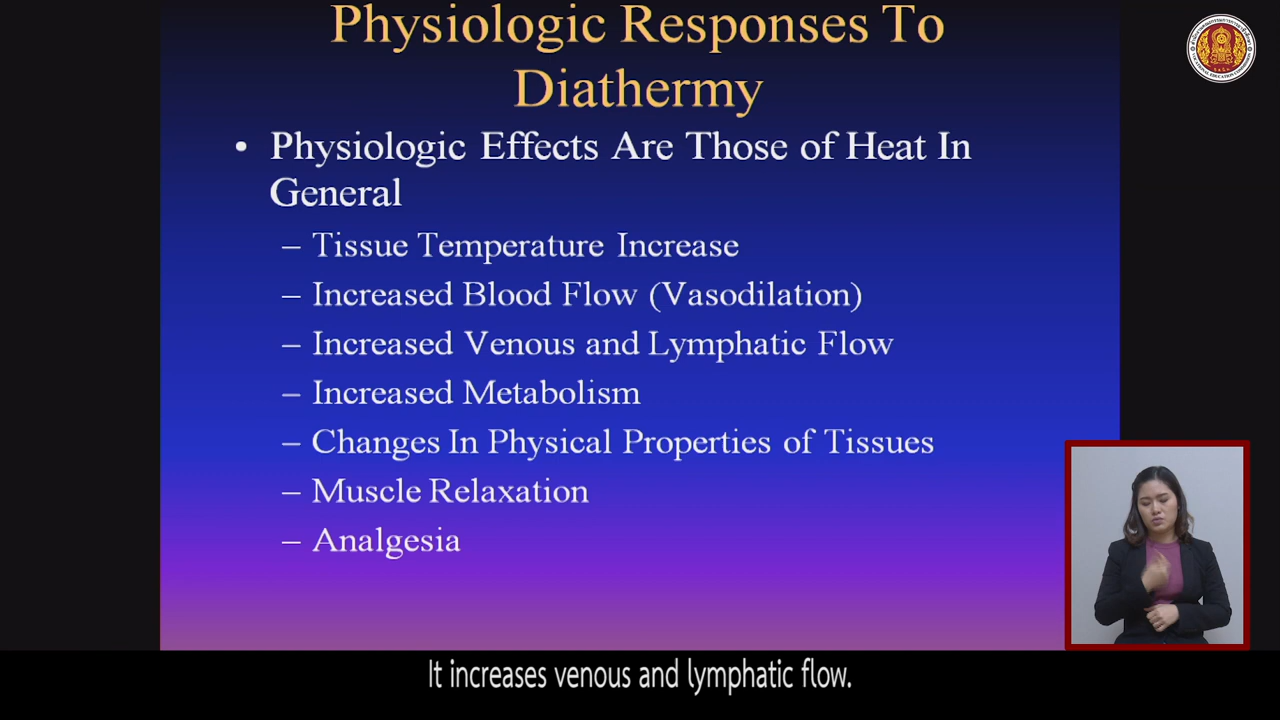 Physiologic Responses To
Diathermy
• Physiologic Effects Are Those of Heat In
General
– Tissue Temperature Increase
– Increased Blood Flow (Vasodilation)
– Increased Venous and Lymphatic Flow
– Increased Metabolism
– Changes In Physical Properties of Tissues
– Muscle Relaxation
– Analgesia
It increases venous and lymphatic flow.